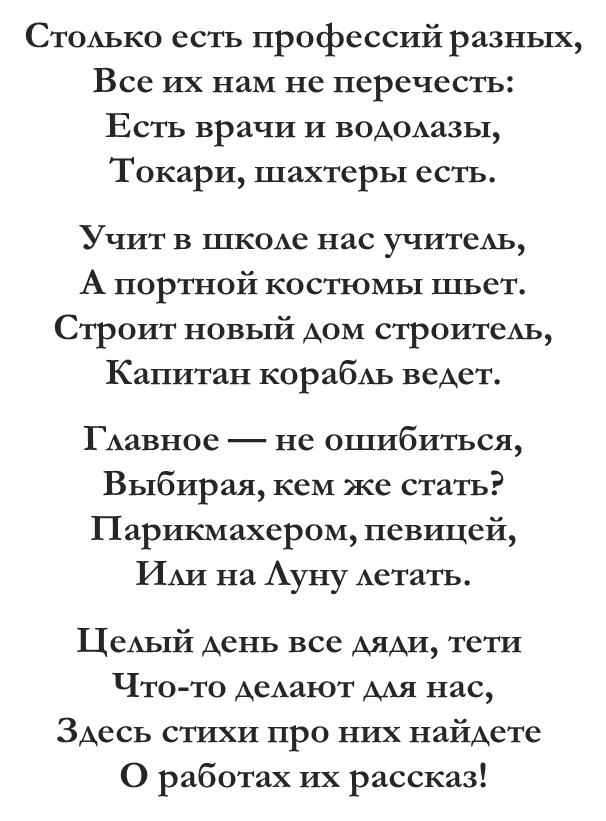 Столько есть профессий разных,
Все их нам не перечесть:
Есть врачи и водолазы,
Токари, шахтеры есть.
Учит в школе нас учитель,
А портной костюмы шьет.
Строит новый дом строитель,
Капитан корабль ведет.
Главное — не ошибиться,
Выбирая, кем же стать?
Парикмахером, певицей,
Или на Луну летать.
Целый день все дяди, тети
Что-то делают для нас,
Здесь стихи про них найдете
О работах их рассказ!